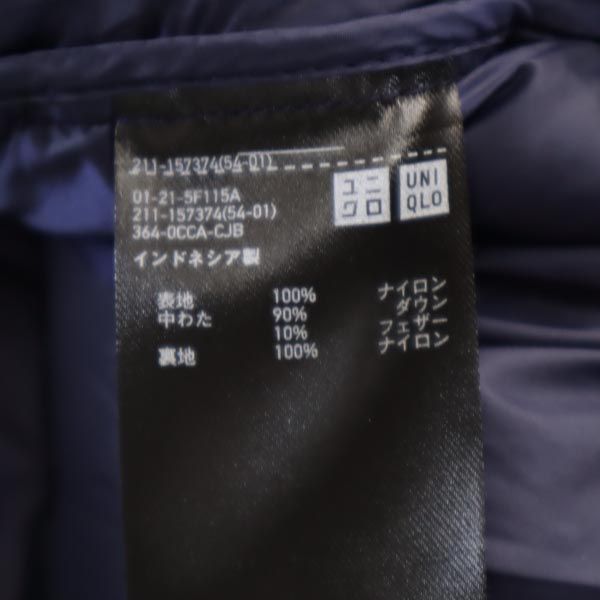 211-157374(54-01)
01-21-5F115A
211-157374(54-01)
364-0CCA-CJB
インドネシア製
ユニ
クロ
UNI
QLO
表地 100% ナイロン
中わた 90% ダウン
10% フェザー
裏地 100% ナイロン